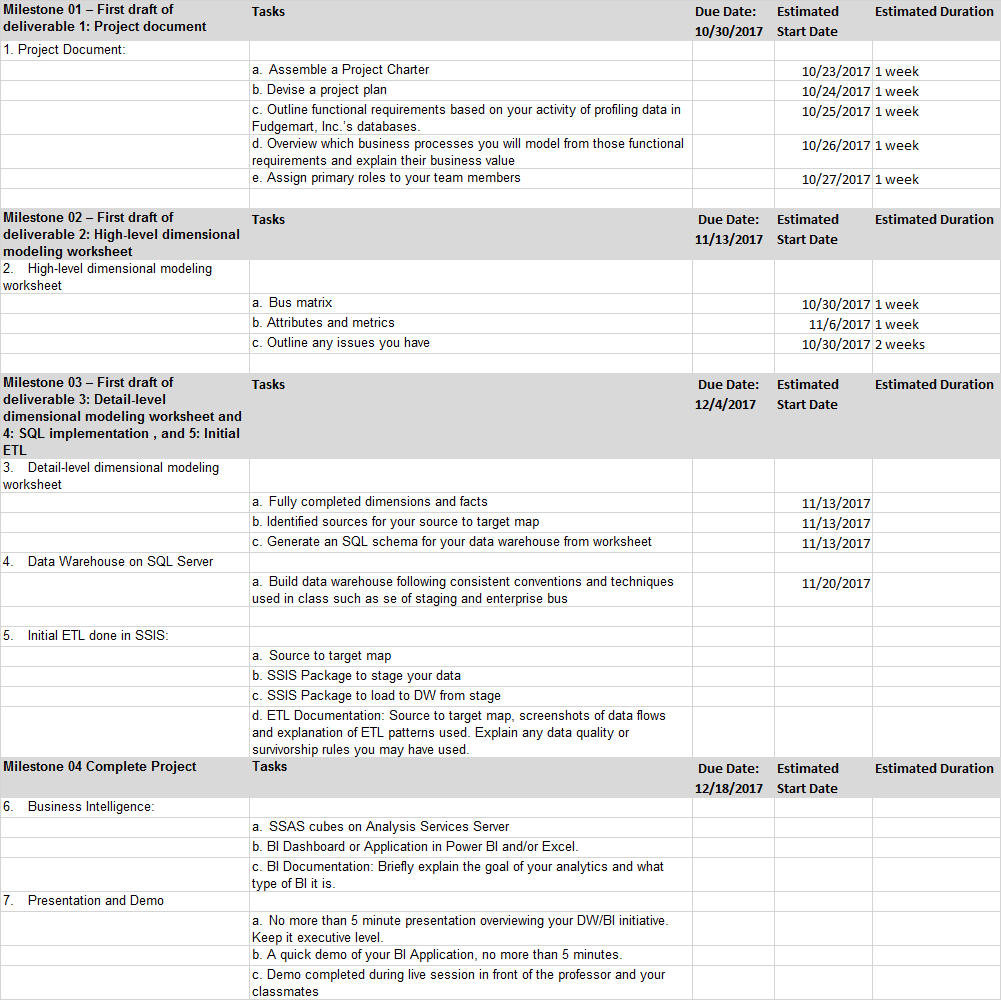 Milestone 01 – First draft of deliverable 1: Project document Tasks Due Date: 10/30/2017 Estimated Start Date Estimated Duration
1. Project Document:
a. Assemble a Project Charter 10/23/2017 1 week
b. Devise a project plan 10/24/2017 1 week
c. Outline functional requirements based on your activity of profiling data in 10/25/2017 1 week
Fudgemart, Inc.'s databases.
d. Overview which business processes you will model from those functional 10/26/2017 1 week
requirements and explain their business value
e. Assign primary roles to your team members 10/27/2017 1 week
Milestone 02 – First draft of Tasks Due Date: Estimated Estimated Duration
deliverable 2: High-level dimensional 11/13/2017 Start Date
modeling worksheet
2. High-level dimensional modeling
worksheet
a. Bus matrix 10/30/2017 1 week
b. Attributes and metrics 11/6/2017 1 week
c. Outline any issues you have 10/30/2017 2 weeks
Milestone 03 – First draft of Tasks Due Date: Estimated Estimated Duration
deliverable 3: Detail-level 12/4/2017 Start Date
dimensional modeling worksheet and
4: SQL implementation , and 5: Initial
ETL
3. Detail-level dimensional modeling
worksheet
a. Fully completed dimensions and facts 11/13/2017
b. Identified sources for your source to target map 11/13/2017
c. Generate an SQL schema for your data warehouse from worksheet 11/13/2017
4. Data Warehouse on SQL Server
a. Build data warehouse following consistent conventions and techniques 11/20/2017
used in class such as se of staging and enterprise bus
5. Initial ETL done in SSIS:
a. Source to target map
b. SSIS Package to stage your data
c. SSIS Package to load to DW from stage
d. ETL Documentation: Source to target map, screenshots of data flows
and explanation of ETL patterns used. Explain any data quality or
survivorship rules you may have used.
Milestone 04 Complete Project Tasks Due Date: Estimated Estimated Duration
12/18/2017 Start Date
6. Business Intelligence:
a. SSAS cubes on Analysis Services Server
b. BI Dashboard or Application in Power BI and/or Excel.
c. BI Documentation: Briefly explain the goal of your analytics and what
type of BI it is.
7. Presentation and Demo
a. No more than 5 minute presentation overviewing your DW/BI initiative.
Keep it executive level.
b. A quick demo of your BI Application, no more than 5 minutes.
c. Demo completed during live session in front of the professor and your
classmates